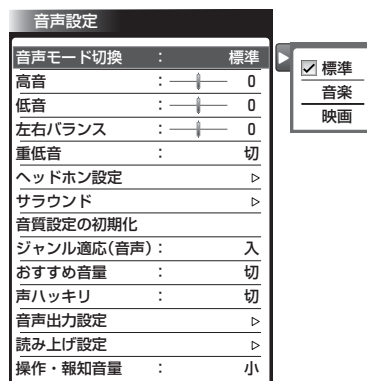 音声設定
音声モード切換 : 標準
高音 : 0
低音 : 0
左右バランス : 0
重低音 : 切
ヘッドホン設定
サラウンド
音質設定の初期化
ジャンル適応(音声) : 入
おすすめ音量 : 切
声ハッキリ : 切
音声出力設定
読み上げ設定
操作・報知音量 : 小
標準
音楽
映画